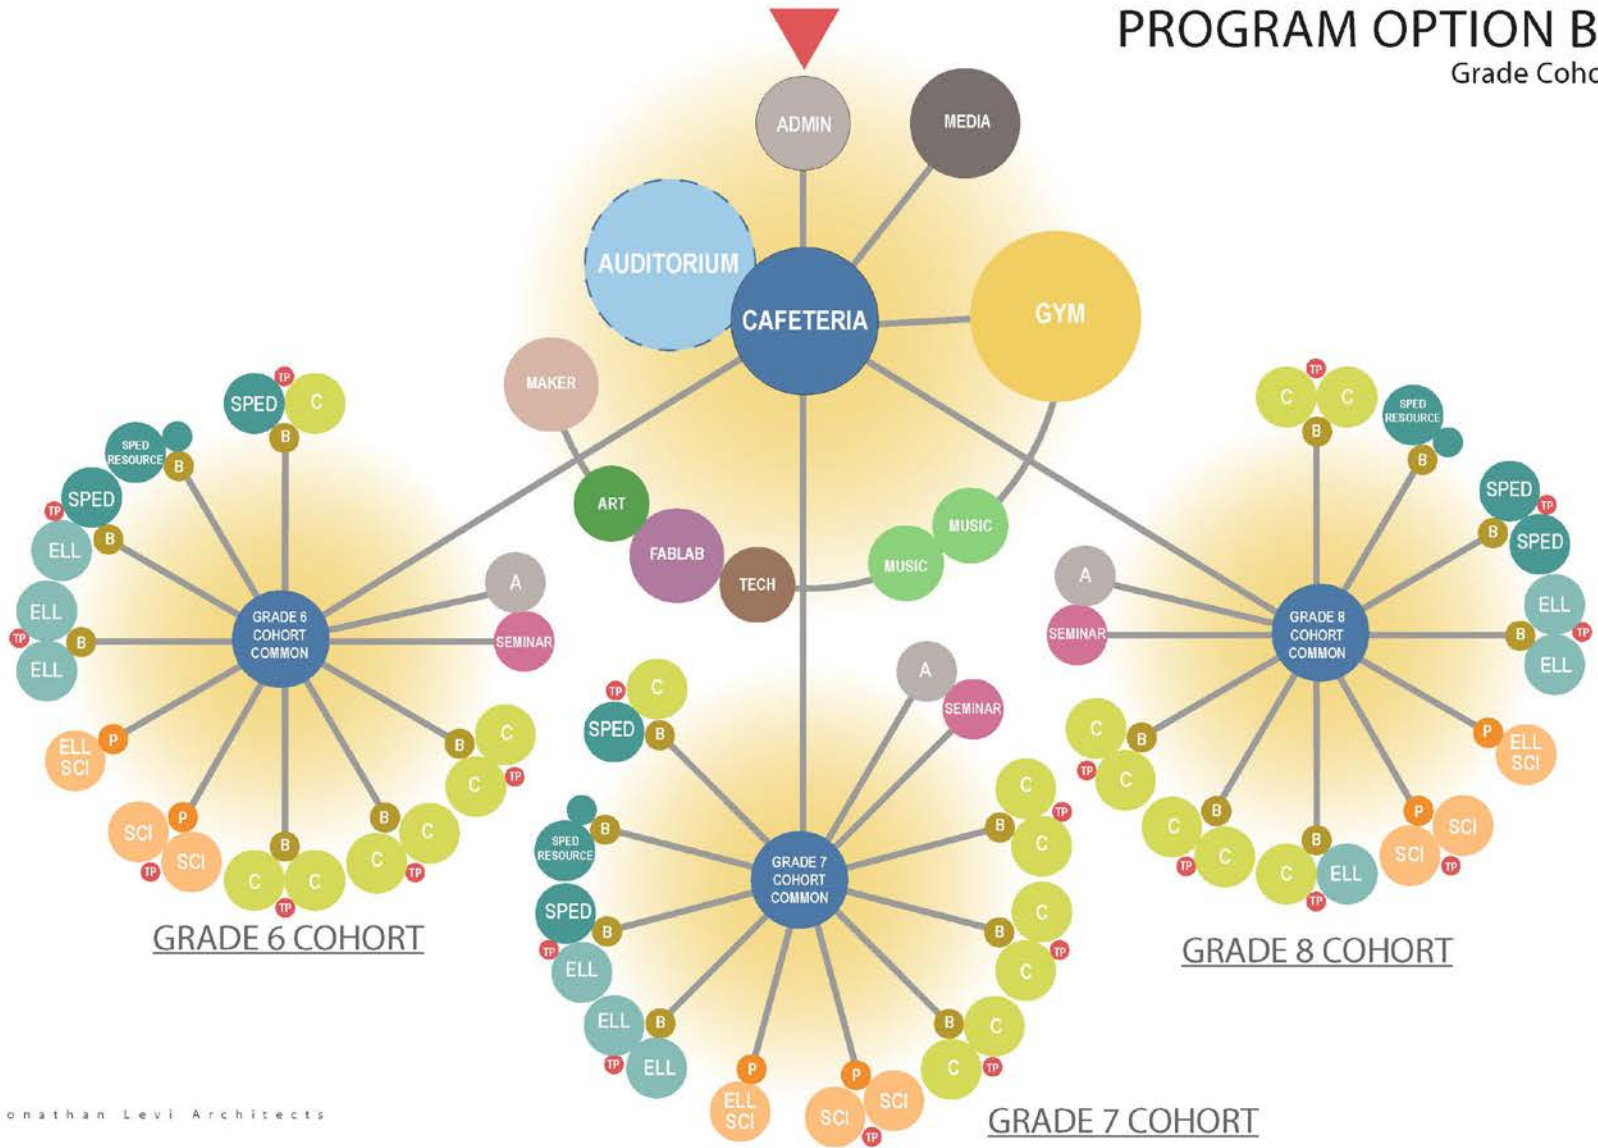 PROGRAM OPTION B
Grade Coho
ADMIN
MEDIA
AUDITORIUM
CAFETERIA
GYM
MAKER
ART
FABLAB
TECH
MUSIC
MUSIC
TP
SPED
C
B
SPED
RESOURCE
B
SPED
TP
B
ELL
ELL
TP
B
ELL
GRADE 6
COHORT
COMMON
A
SEMINAR
P
ELL
SCI
P
SCI
SCI
TP
B
C
C
TP
B
C
C
TP
B
C
C
TP
GRADE 6 COHORT
TP
C
SPED
B
A
SEMINAR
B
SPED
RESOURCE
SPED
B
TP
ELL
ELL
B
TP
ELL
GRADE 7
COHORT
COMMON
C
TP
B
C
C
B
TP
C
B
C
C
TP
P
ELL
SCI
P
SCI
SCI
TP
GRADE 7 COHORT
TP
C
C
B
SPED
RESOURCE
B
SPED
TP
B
SPED
A
SEMINAR
GRADE 8
COHORT
COMMON
ELL
B
TP
ELL
P
ELL
SCI
P
SCI
SCI
TP
C
B
TP
C
B
C
TP
C
B
C
ELL
TP
GRADE 8 COHORT
onathan Levi Architects